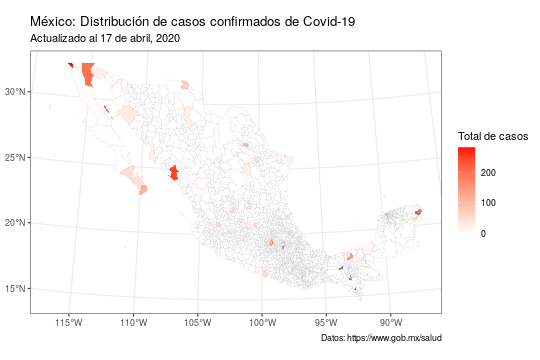 México: Distribución de casos confirmados de Covid-19
Actualizado al 17 de abril, 2020
30°N
25°N
20°N
15°N
115°W
110°W
105°W
100°W
95°W
90°W
Total de casos
200
100
0
Datos: https://www.gob.mx/salud